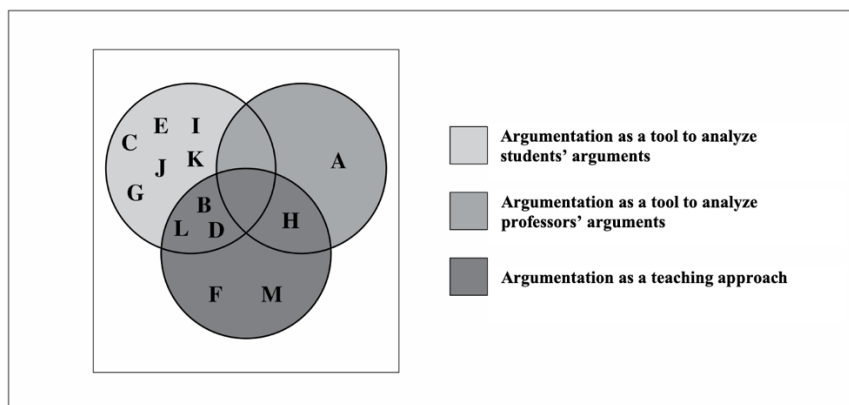 E I
C
J K
A
G
B
L D
H
F M
Argumentation as a tool to analyze
students’ arguments
Argumentation as a tool to analyze
professors’ arguments
Argumentation as a teaching approach